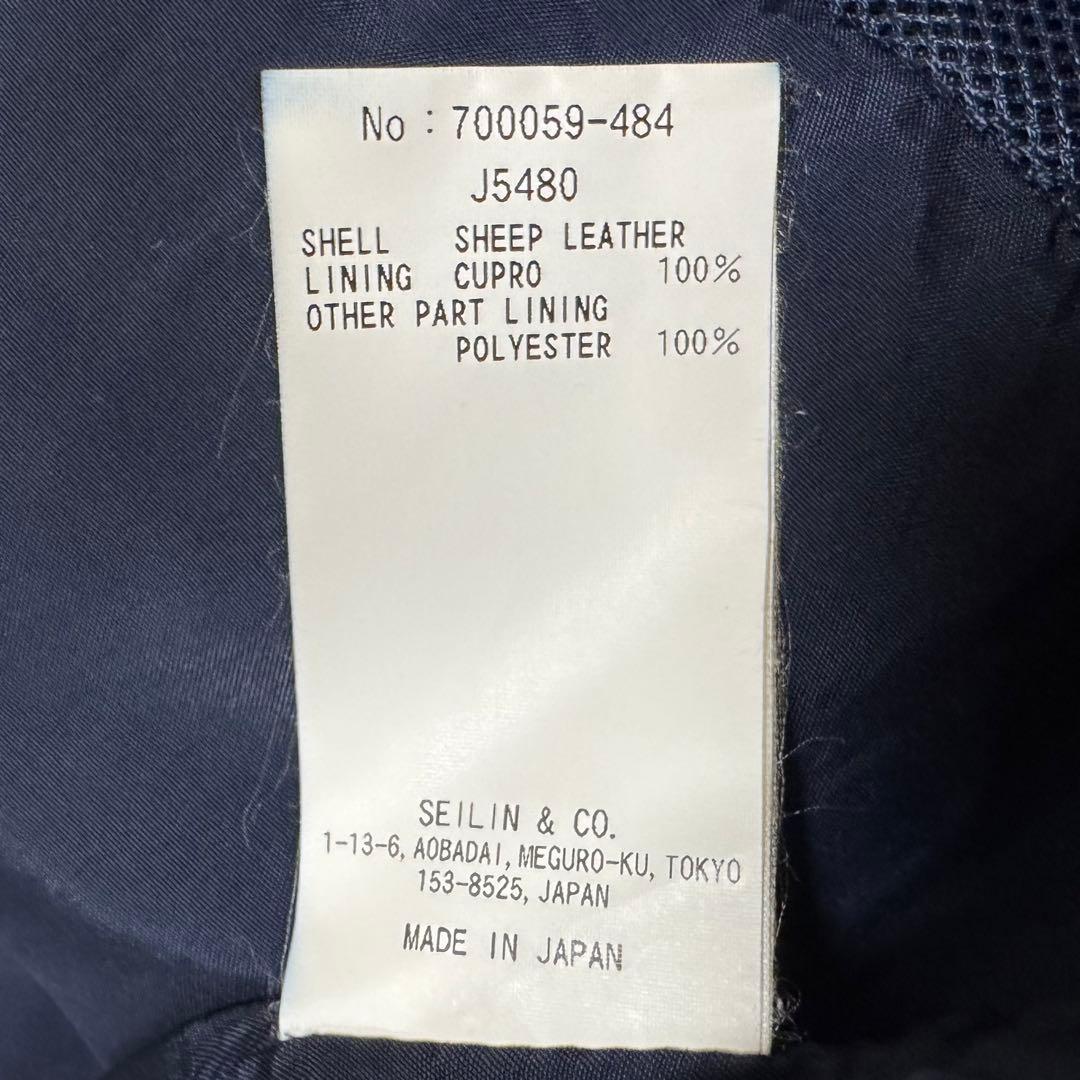 No : 700059-484
J5480
SHELL SHEEP LEATHER
LINING CUPRO 100%
OTHER PART LINING
POLYESTER 100%
SEILIN & CO.
1-13-6, AOBADAI, MEGURO-KU, TOKYO
153-8525, JAPAN
MADE IN JAPAN